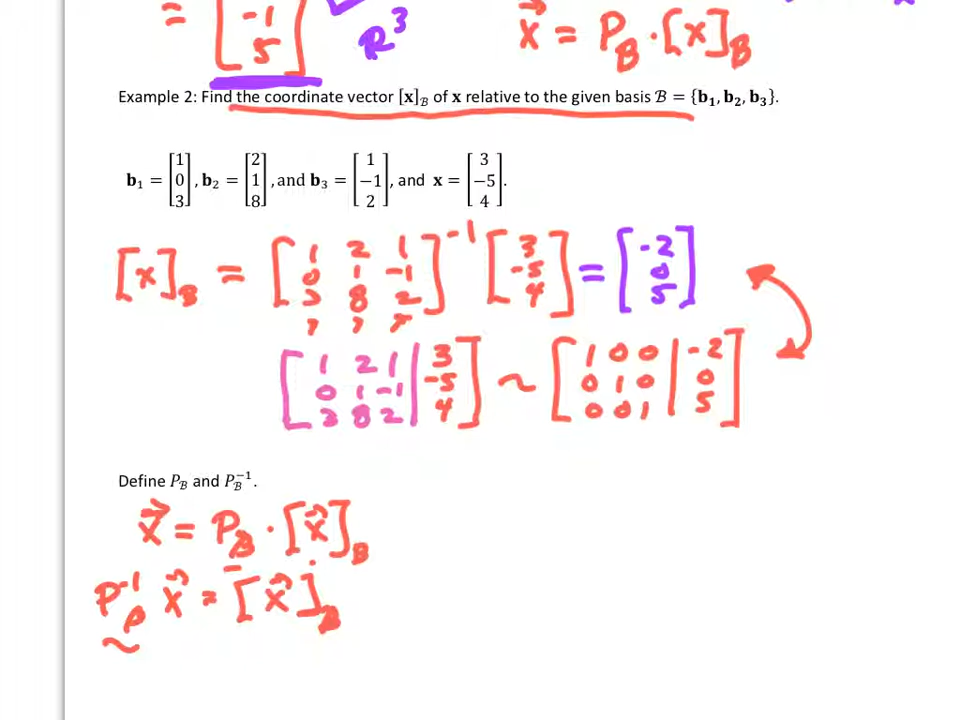 = [-1 5] R³
x⃗ = P_B · [x]_B
Example 2: Find the coordinate vector [x]_ℬ of x relative to the given basis ℬ = {b₁, b₂, b₃}.
b₁ = [1 0 3], b₂ = [2 1 8], and b₃ = [1 −1 2], and x = [3 −5 4].
[x]_B = [1 2 1; 0 1 -1; 3 8 2]⁻¹ [3 -5 4] = [-2 0 5]
[1 2 1 | 3; 0 1 -1 | -5; 3 8 2 | 4] ~ [1 0 0 | -2; 0 1 0 | 0; 0 0 1 | 5]
Define P_ℬ and P_ℬ⁻¹.
x⃗ = P_B · [x⃗]_B
P_B⁻¹ x⃗ = [x⃗]_B